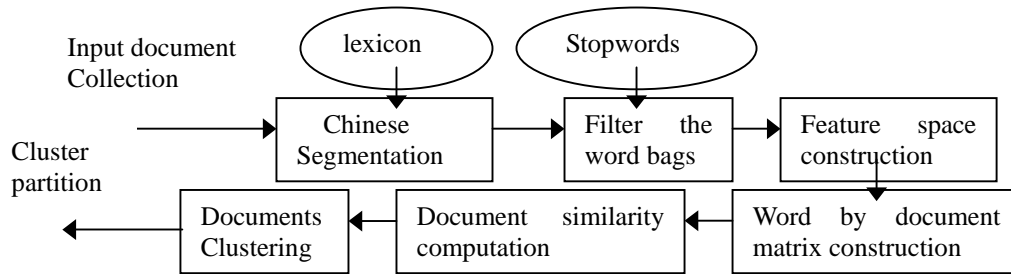 Input document
Collection
lexicon
Stopwords
Chinese
Segmentation
Filter the
word bags
Feature space
construction
Word by document
matrix construction
Document similarity
computation
Documents
Clustering
Cluster
partition